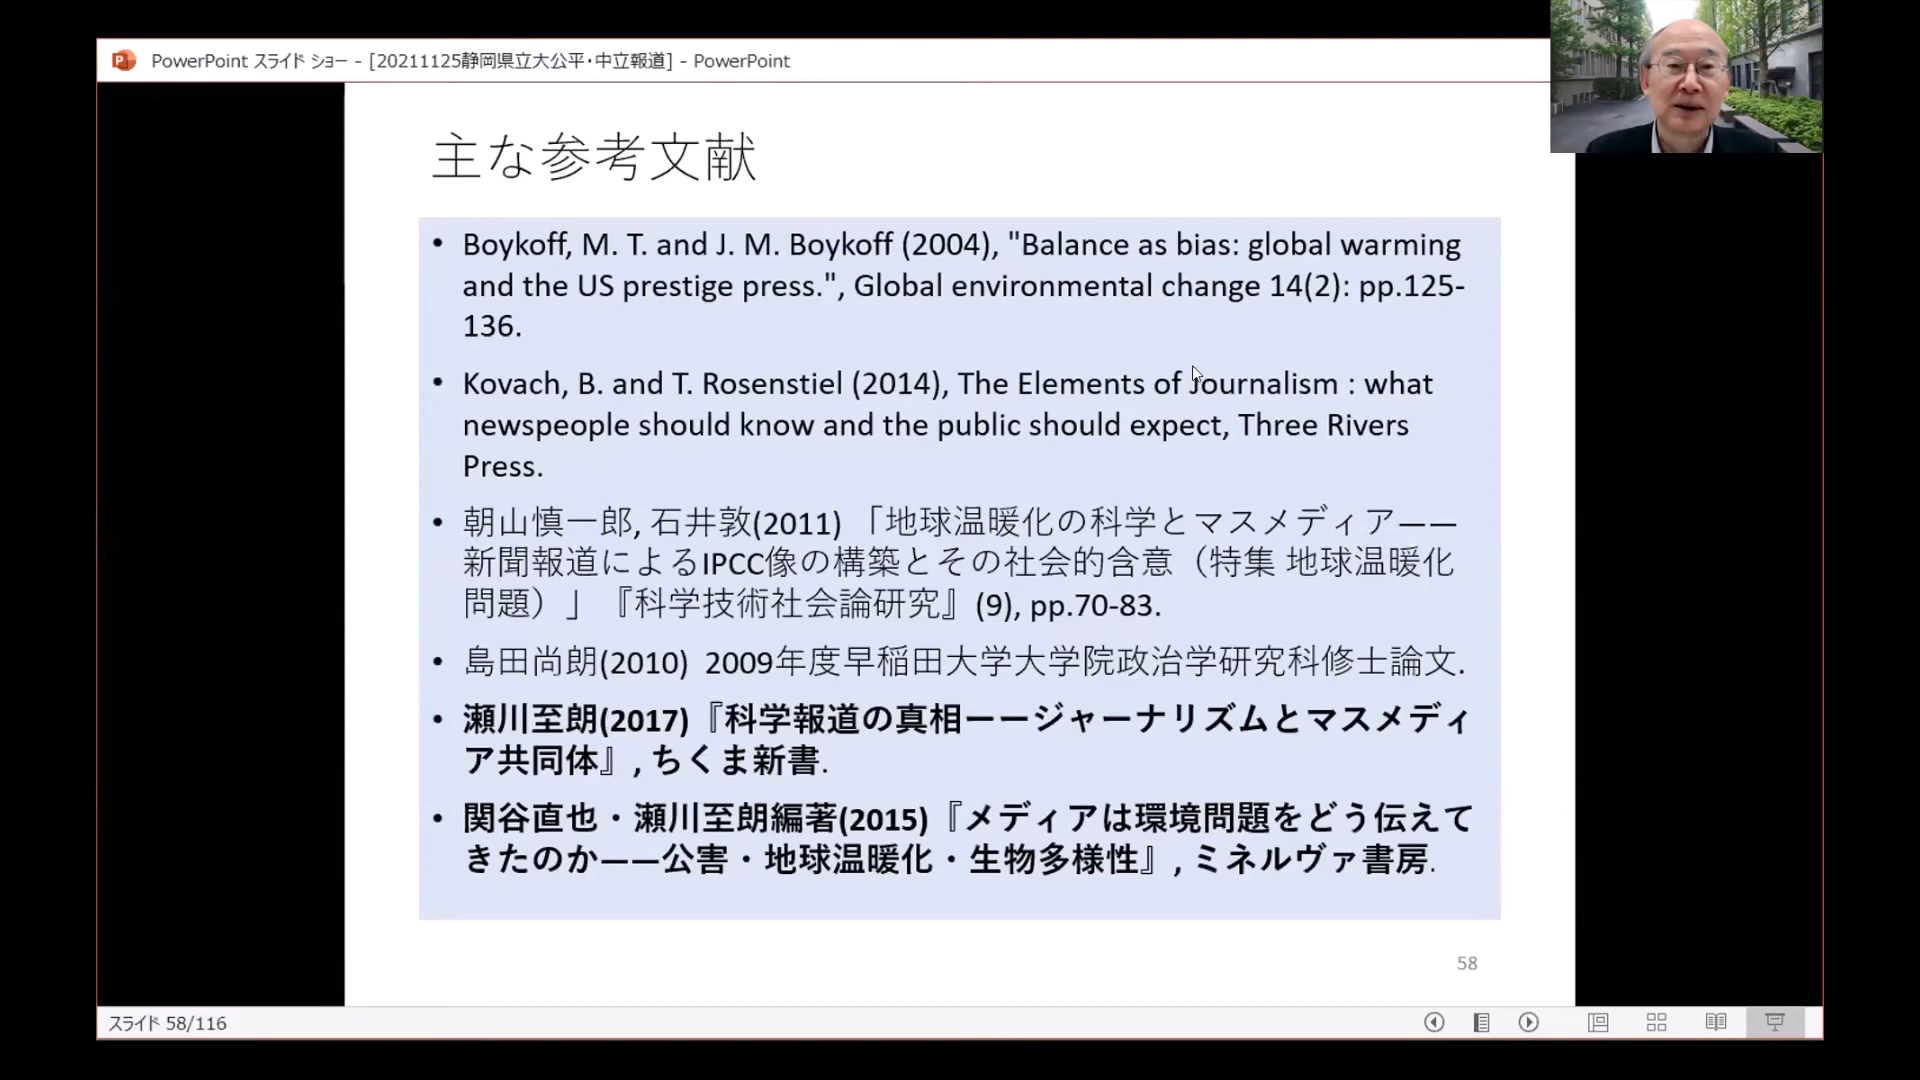 PowerPoint スライド ショー - [20211125静岡県立大公平・中立報道] - PowerPoint
主な参考文献
• Boykoff, M. T. and J. M. Boykoff (2004), "Balance as bias: global warming
and the US prestige press.", Global environmental change 14(2): pp.125-
136.
• Kovach, B. and T. Rosenstiel (2014), The Elements of Journalism : what
newspeople should know and the public should expect, Three Rivers
Press.
• 朝山慎一郎, 石井敦(2011) 「地球温暖化の科学とマスメディア——
新聞報道によるIPCC像の構築とその社会的含意（特集 地球温暖化
問題）」 『科学技術社会論研究』(9), pp.70-83.
• 島田尚朗(2010) 2009年度早稲田大学大学院政治学研究科修士論文.
• 瀬川至朗(2017)『科学報道の真相ーージャーナリズムとマスメディ
ア共同体』, ちくま新書.
• 関谷直也・瀬川至朗編著(2015)『メディアは環境問題をどう伝えて
きたのか——公害・地球温暖化・生物多様性』, ミネルヴァ書房.
58
スライド 58/116